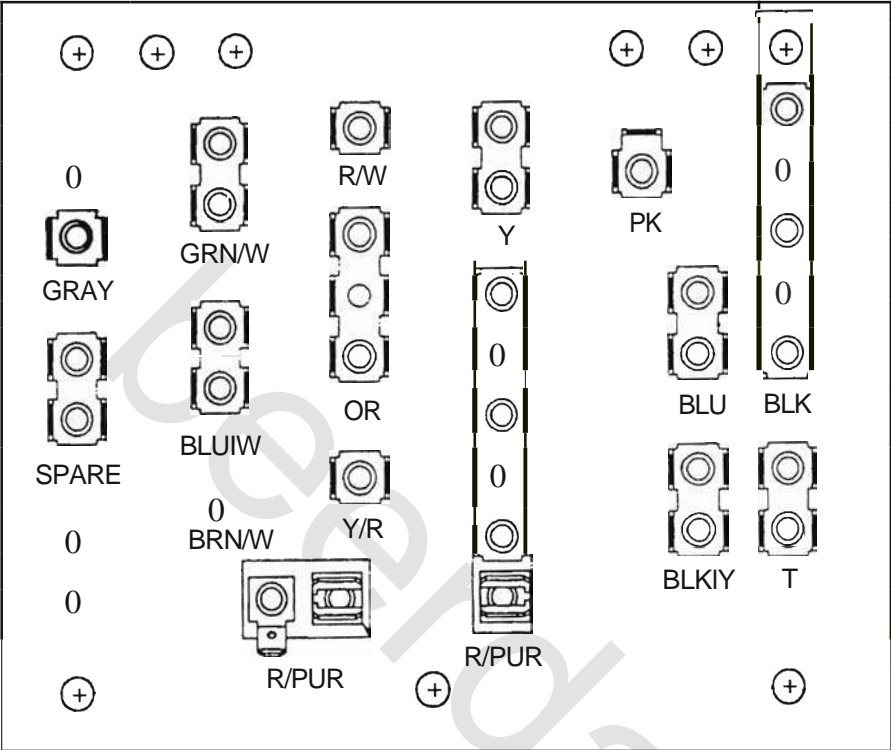 R/W
0
GRN/W
Y
PK
0
GRAY
0
0
OR
BLU
BLK
BLUIW
SPARE
0
0
BRN/W
Y/R
0
0
BLKIY
T
R/PUR
R/PUR
beerda